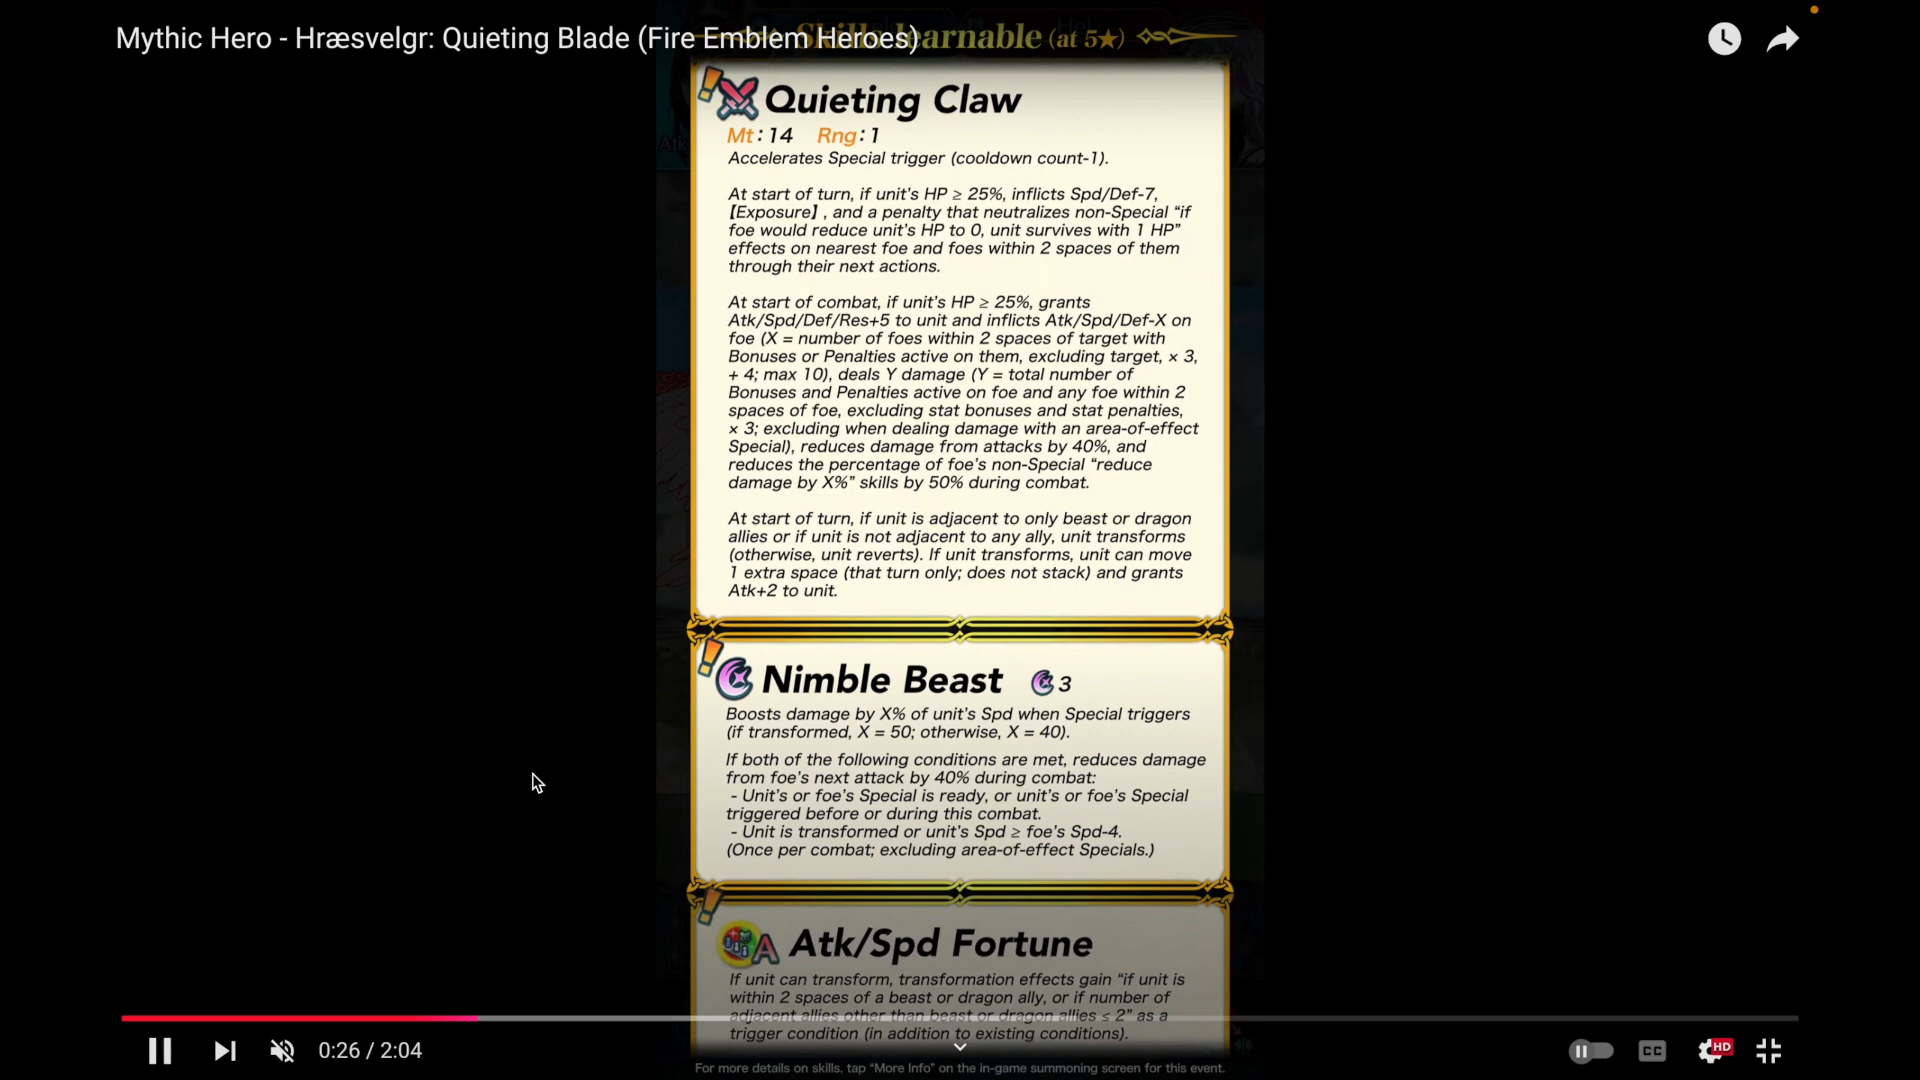 Mythic Hero - Hræsvelgr: Quieting Blade (Fire Emblem Heroes)
Skills Learnable (at 5★)
Quieting Claw
Mt: 14 Rng: 1
Accelerates Special trigger (cooldown count-1).
At start of turn, if unit's HP ≥ 25%, inflicts Spd/Def-7,
【Exposure】, and a penalty that neutralizes non-Special “if
foe would reduce unit's HP to 0, unit survives with 1 HP”
effects on nearest foe and foes within 2 spaces of them
through their next actions.
At start of combat, if unit's HP ≥ 25%, grants
Atk/Spd/Def/Res+5 to unit and inflicts Atk/Spd/Def-X on
foe (X = number of foes within 2 spaces of target with
Bonuses or Penalties active on them, excluding target, × 3,
+ 4; max 10), deals Y damage (Y = total number of
Bonuses and Penalties active on foe and any foe within 2
spaces of foe, excluding stat bonuses and stat penalties,
× 3; excluding when dealing damage with an area-of-effect
Special), reduces damage from attacks by 40%, and
reduces the percentage of foe's non-Special “reduce
damage by X%” skills by 50% during combat.
At start of turn, if unit is adjacent to only beast or dragon
allies or if unit is not adjacent to any ally, unit transforms
(otherwise, unit reverts). If unit transforms, unit can move
1 extra space (that turn only; does not stack) and grants
Atk+2 to unit.
Nimble Beast 3
Boosts damage by X% of unit's Spd when Special triggers
(if transformed, X = 50; otherwise, X = 40).
If both of the following conditions are met, reduces damage
from foe's next attack by 40% during combat:
- Unit's or foe's Special is ready, or unit's or foe's Special
triggered before or during this combat.
- Unit is transformed or unit's Spd ≥ foe's Spd-4.
(Once per combat; excluding area-of-effect Specials.)
A Atk/Spd Fortune
If unit can transform, transformation effects gain “if unit is
within 2 spaces of a beast or dragon ally, or if number of
adjacent allies other than beast or dragon allies ≤ 2” as a
trigger condition (in addition to existing conditions).
0:26 / 2:04
CC
HD
For more details on skills, tap “More Info” on the in-game summoning screen for this event.